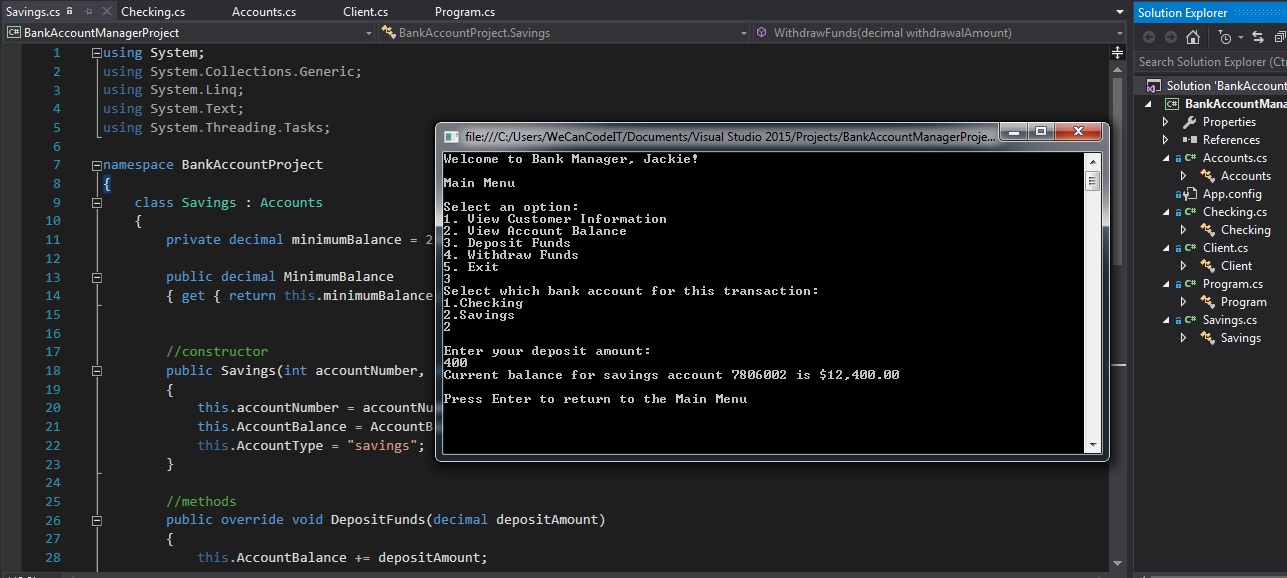 Savings.cs
Checking.cs
Accounts.cs
Client.cs
Program.cs
BankAccountManagerProject
BankAccountProject.Savings
WithdrawFunds(decimal withdrawalAmount)
1 using System;
2 using System.Collections.Generic;
3 using System.Linq;
4 using System.Text;
5 using System.Threading.Tasks;
6
7 namespace BankAccountProject
8 {
9 class Savings : Accounts
10 {
11 private decimal minimumBalance = 2
12
13 public decimal MinimumBalance
14 { get { return this.minimumBalance
15
16
17 //constructor
18 public Savings(int accountNumber,
19 {
20 this.accountNumber = accountNu
21 this.AccountBalance = AccountB
22 this.AccountType = "savings";
23 }
24
25 //methods
26 public override void DepositFunds(decimal depositAmount)
27 {
28 this.AccountBalance += depositAmount;
file:///C:/Users/WeCanCodeIT/Documents/Visual Studio 2015/Projects/BankAccountManagerProje...
Welcome to Bank Manager, Jackie!
Main Menu
Select an option:
1. View Customer Information
2. View Account Balance
3. Deposit Funds
4. Withdraw Funds
5. Exit
3
Select which bank account for this transaction:
1.Checking
2.Savings
2
Enter your deposit amount:
400
Current balance for savings account 7806002 is $12,400.00
Press Enter to return to the Main Menu
Solution Explorer
Search Solution Explorer (Ct
Solution 'BankAccount
BankAccountMana
Properties
References
Accounts.cs
Accounts
App.config
Checking.cs
Checking
Client.cs
Client
Program.cs
Program
Savings.cs
Savings